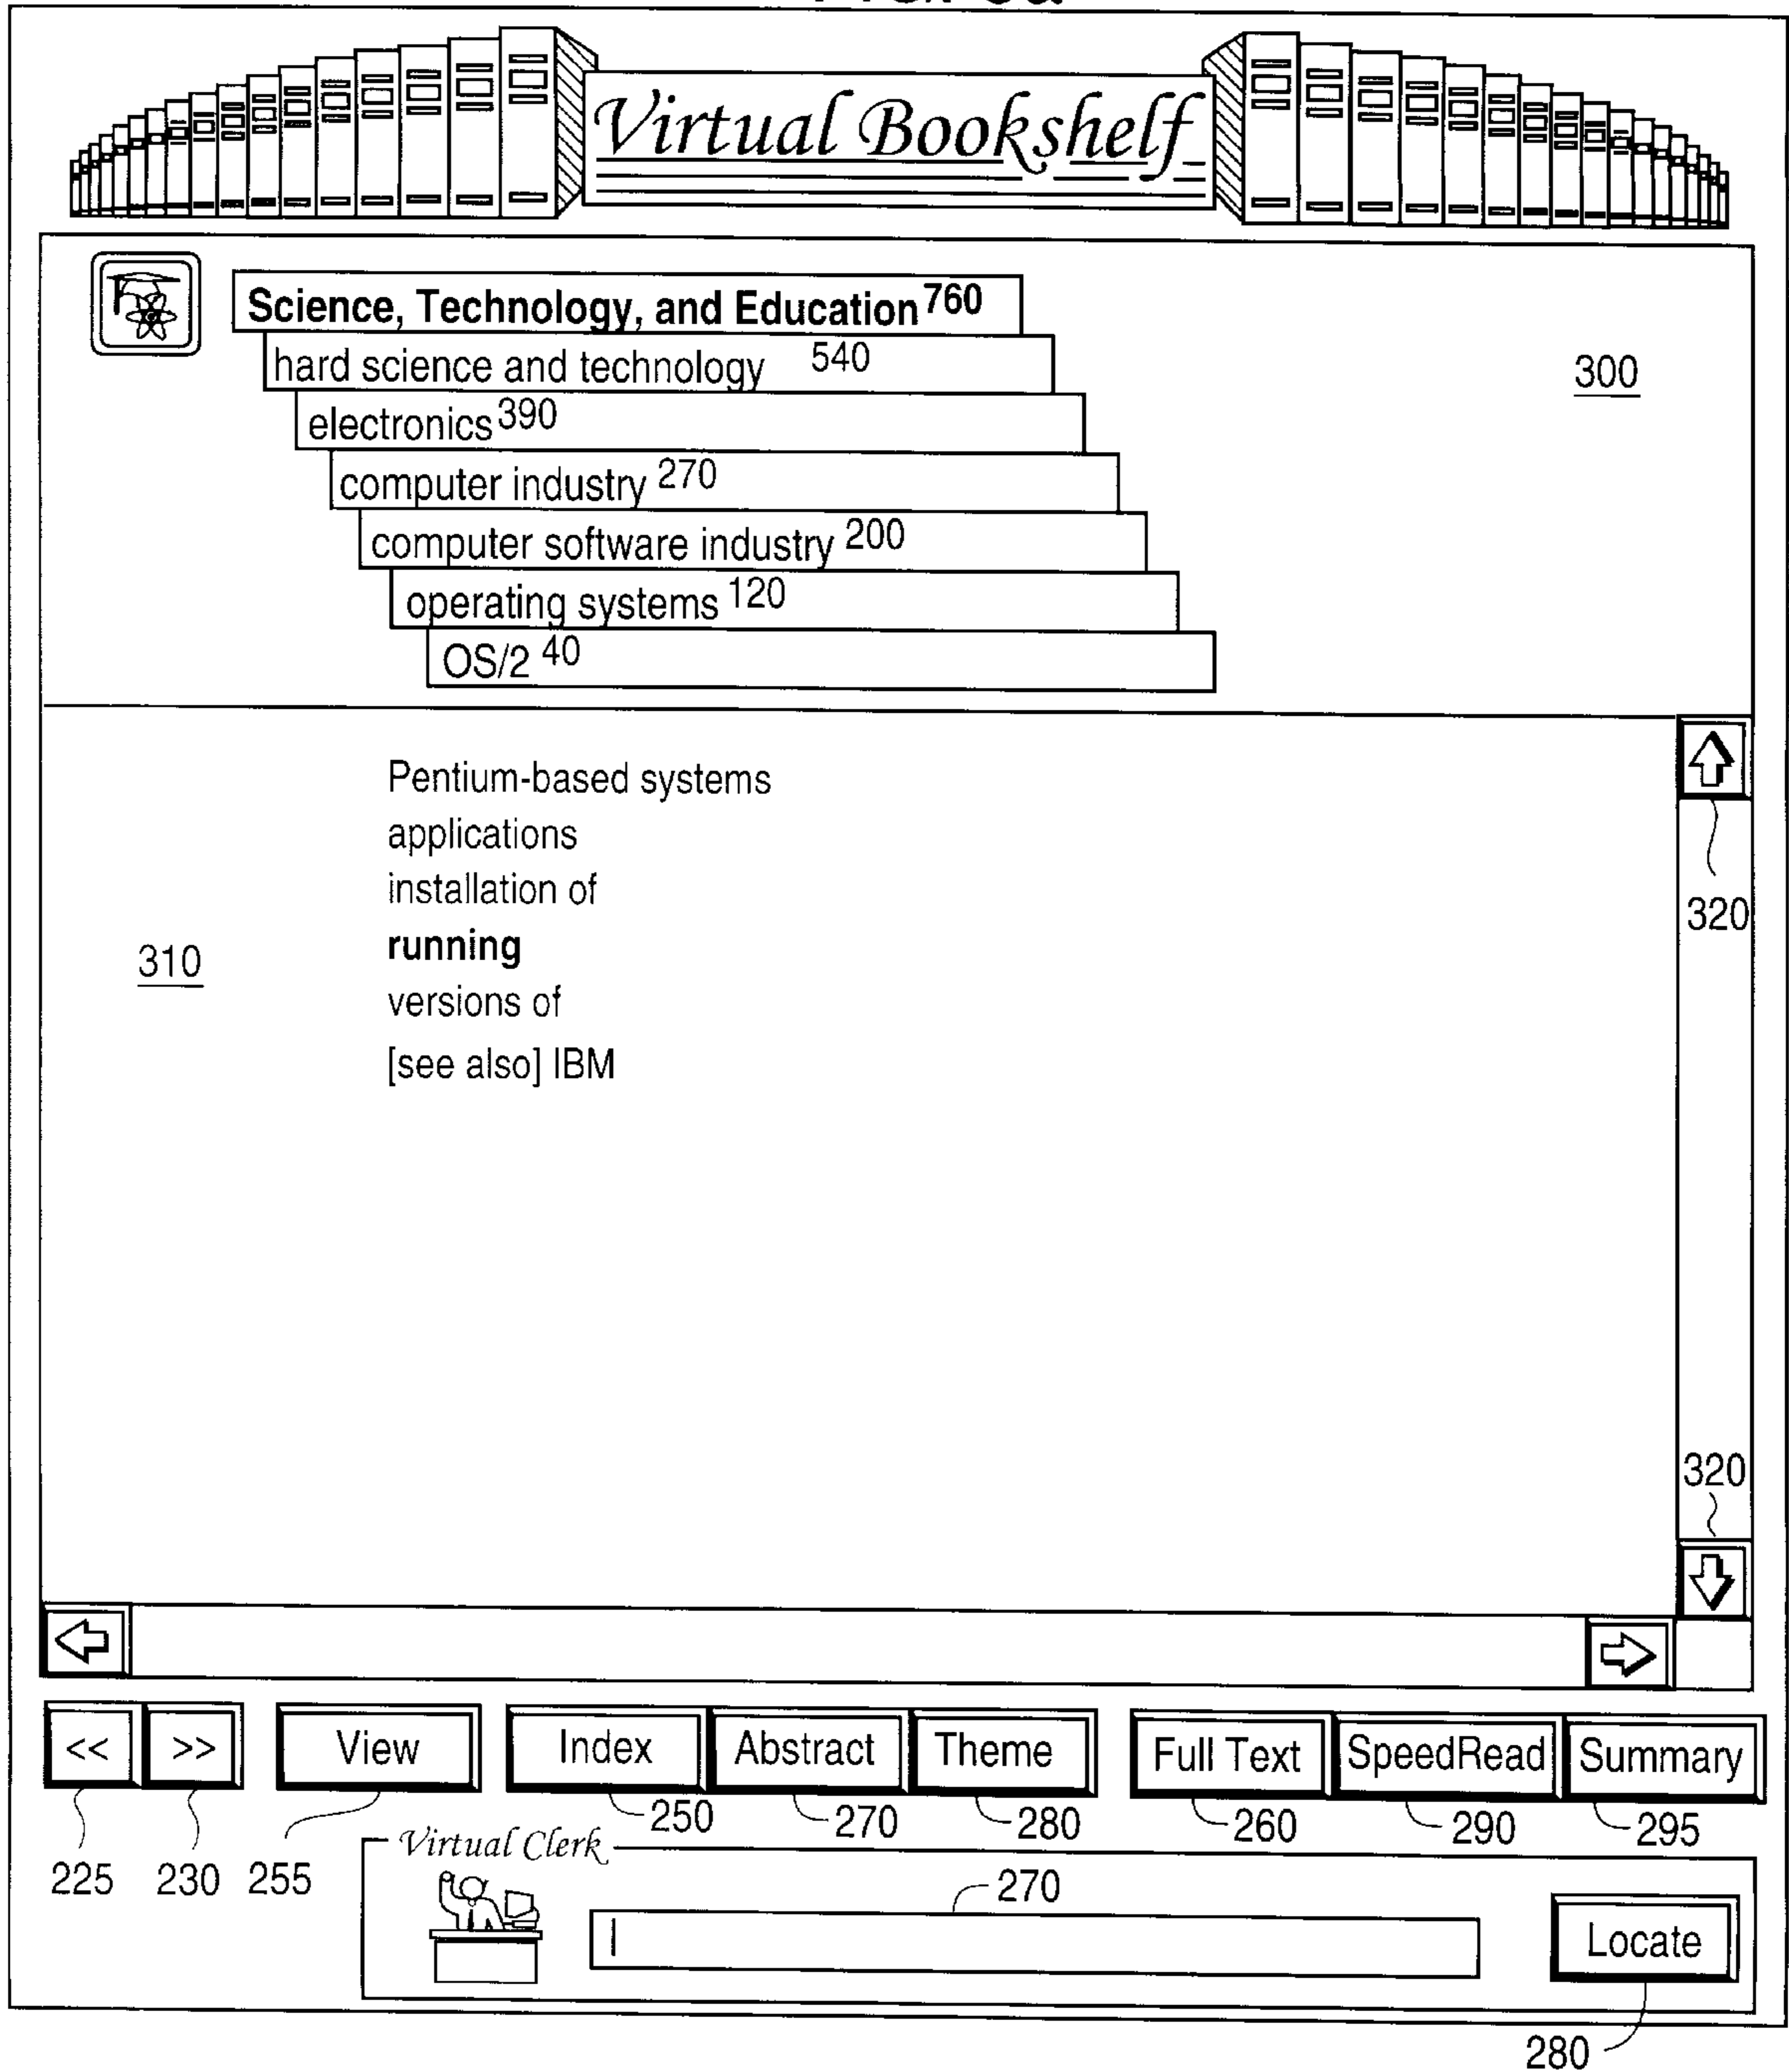 Virtual Bookshelf
Science, Technology, and Education 760
hard science and technology 540
300
electronics 390
computer industry 270
computer software industry 200
operating systems 120
OS/2 40
Pentium-based systems
applications
installation of
running
versions of
[see also] IBM
310
320
320
<< >> View Index Abstract Theme Full Text SpeedRead Summary
250 270 280 260 290 295
225 230 255
Virtual Clerk
270
Locate
280